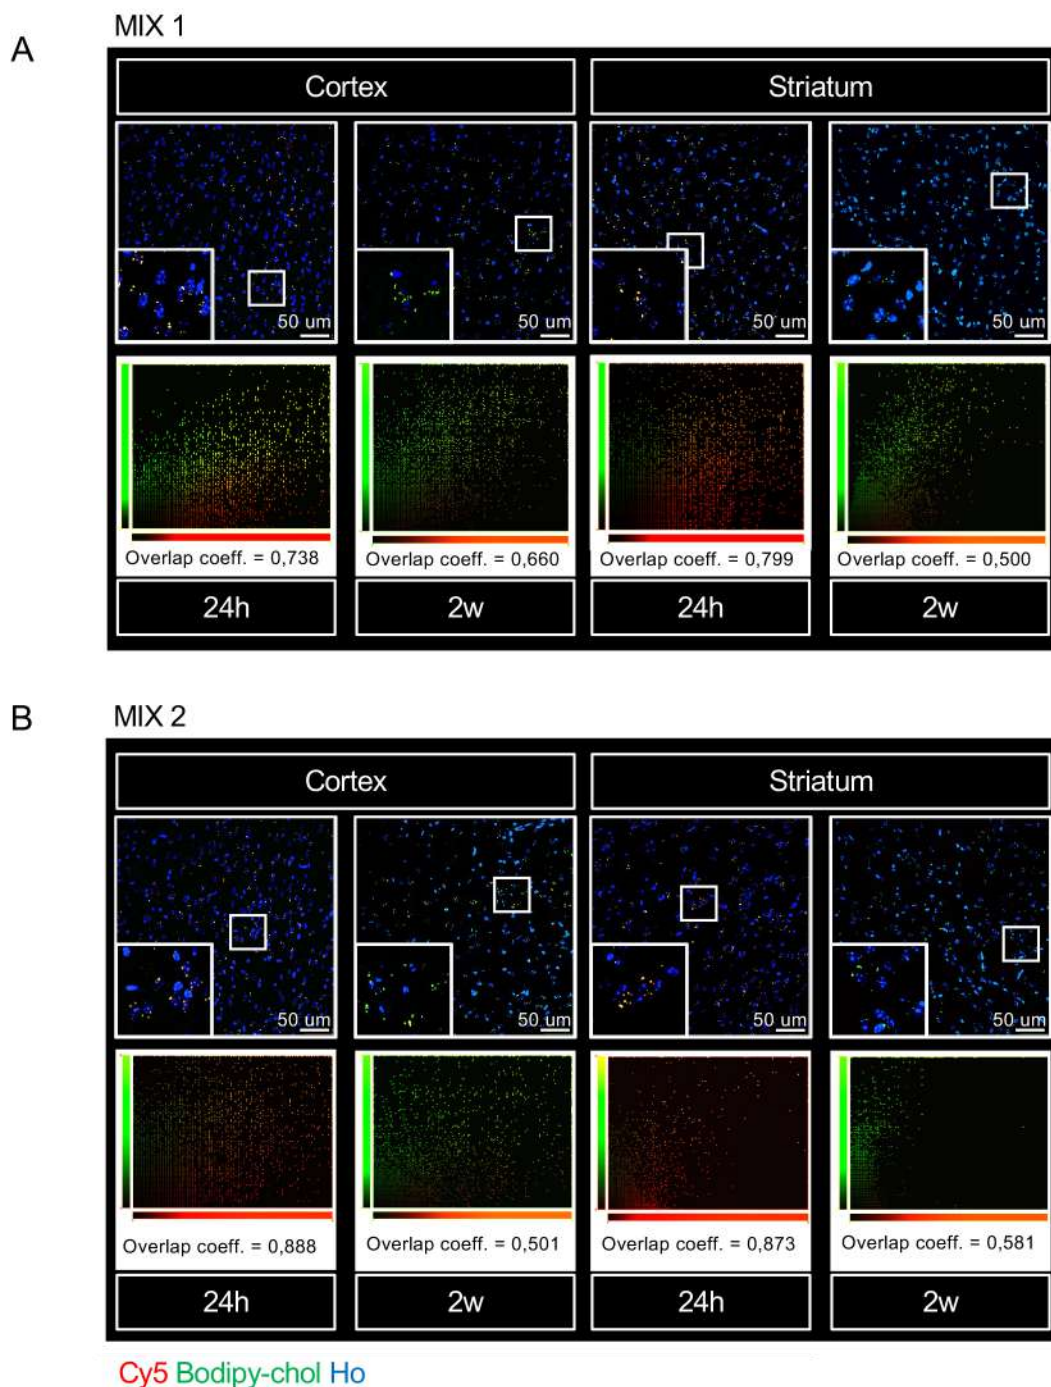 A
MIX 1
Cortex
Striatum
50 um
50 um
50 um
50 um
Overlap coeff. = 0,738
Overlap coeff. = 0,660
Overlap coeff. = 0,799
Overlap coeff. = 0,500
24h
2w
24h
2w
B
MIX 2
Cortex
Striatum
50 um
50 um
50 um
50 um
Overlap coeff. = 0,888
Overlap coeff. = 0,501
Overlap coeff. = 0,873
Overlap coeff. = 0,581
24h
2w
24h
2w
Cy5 Bodipy-chol Ho